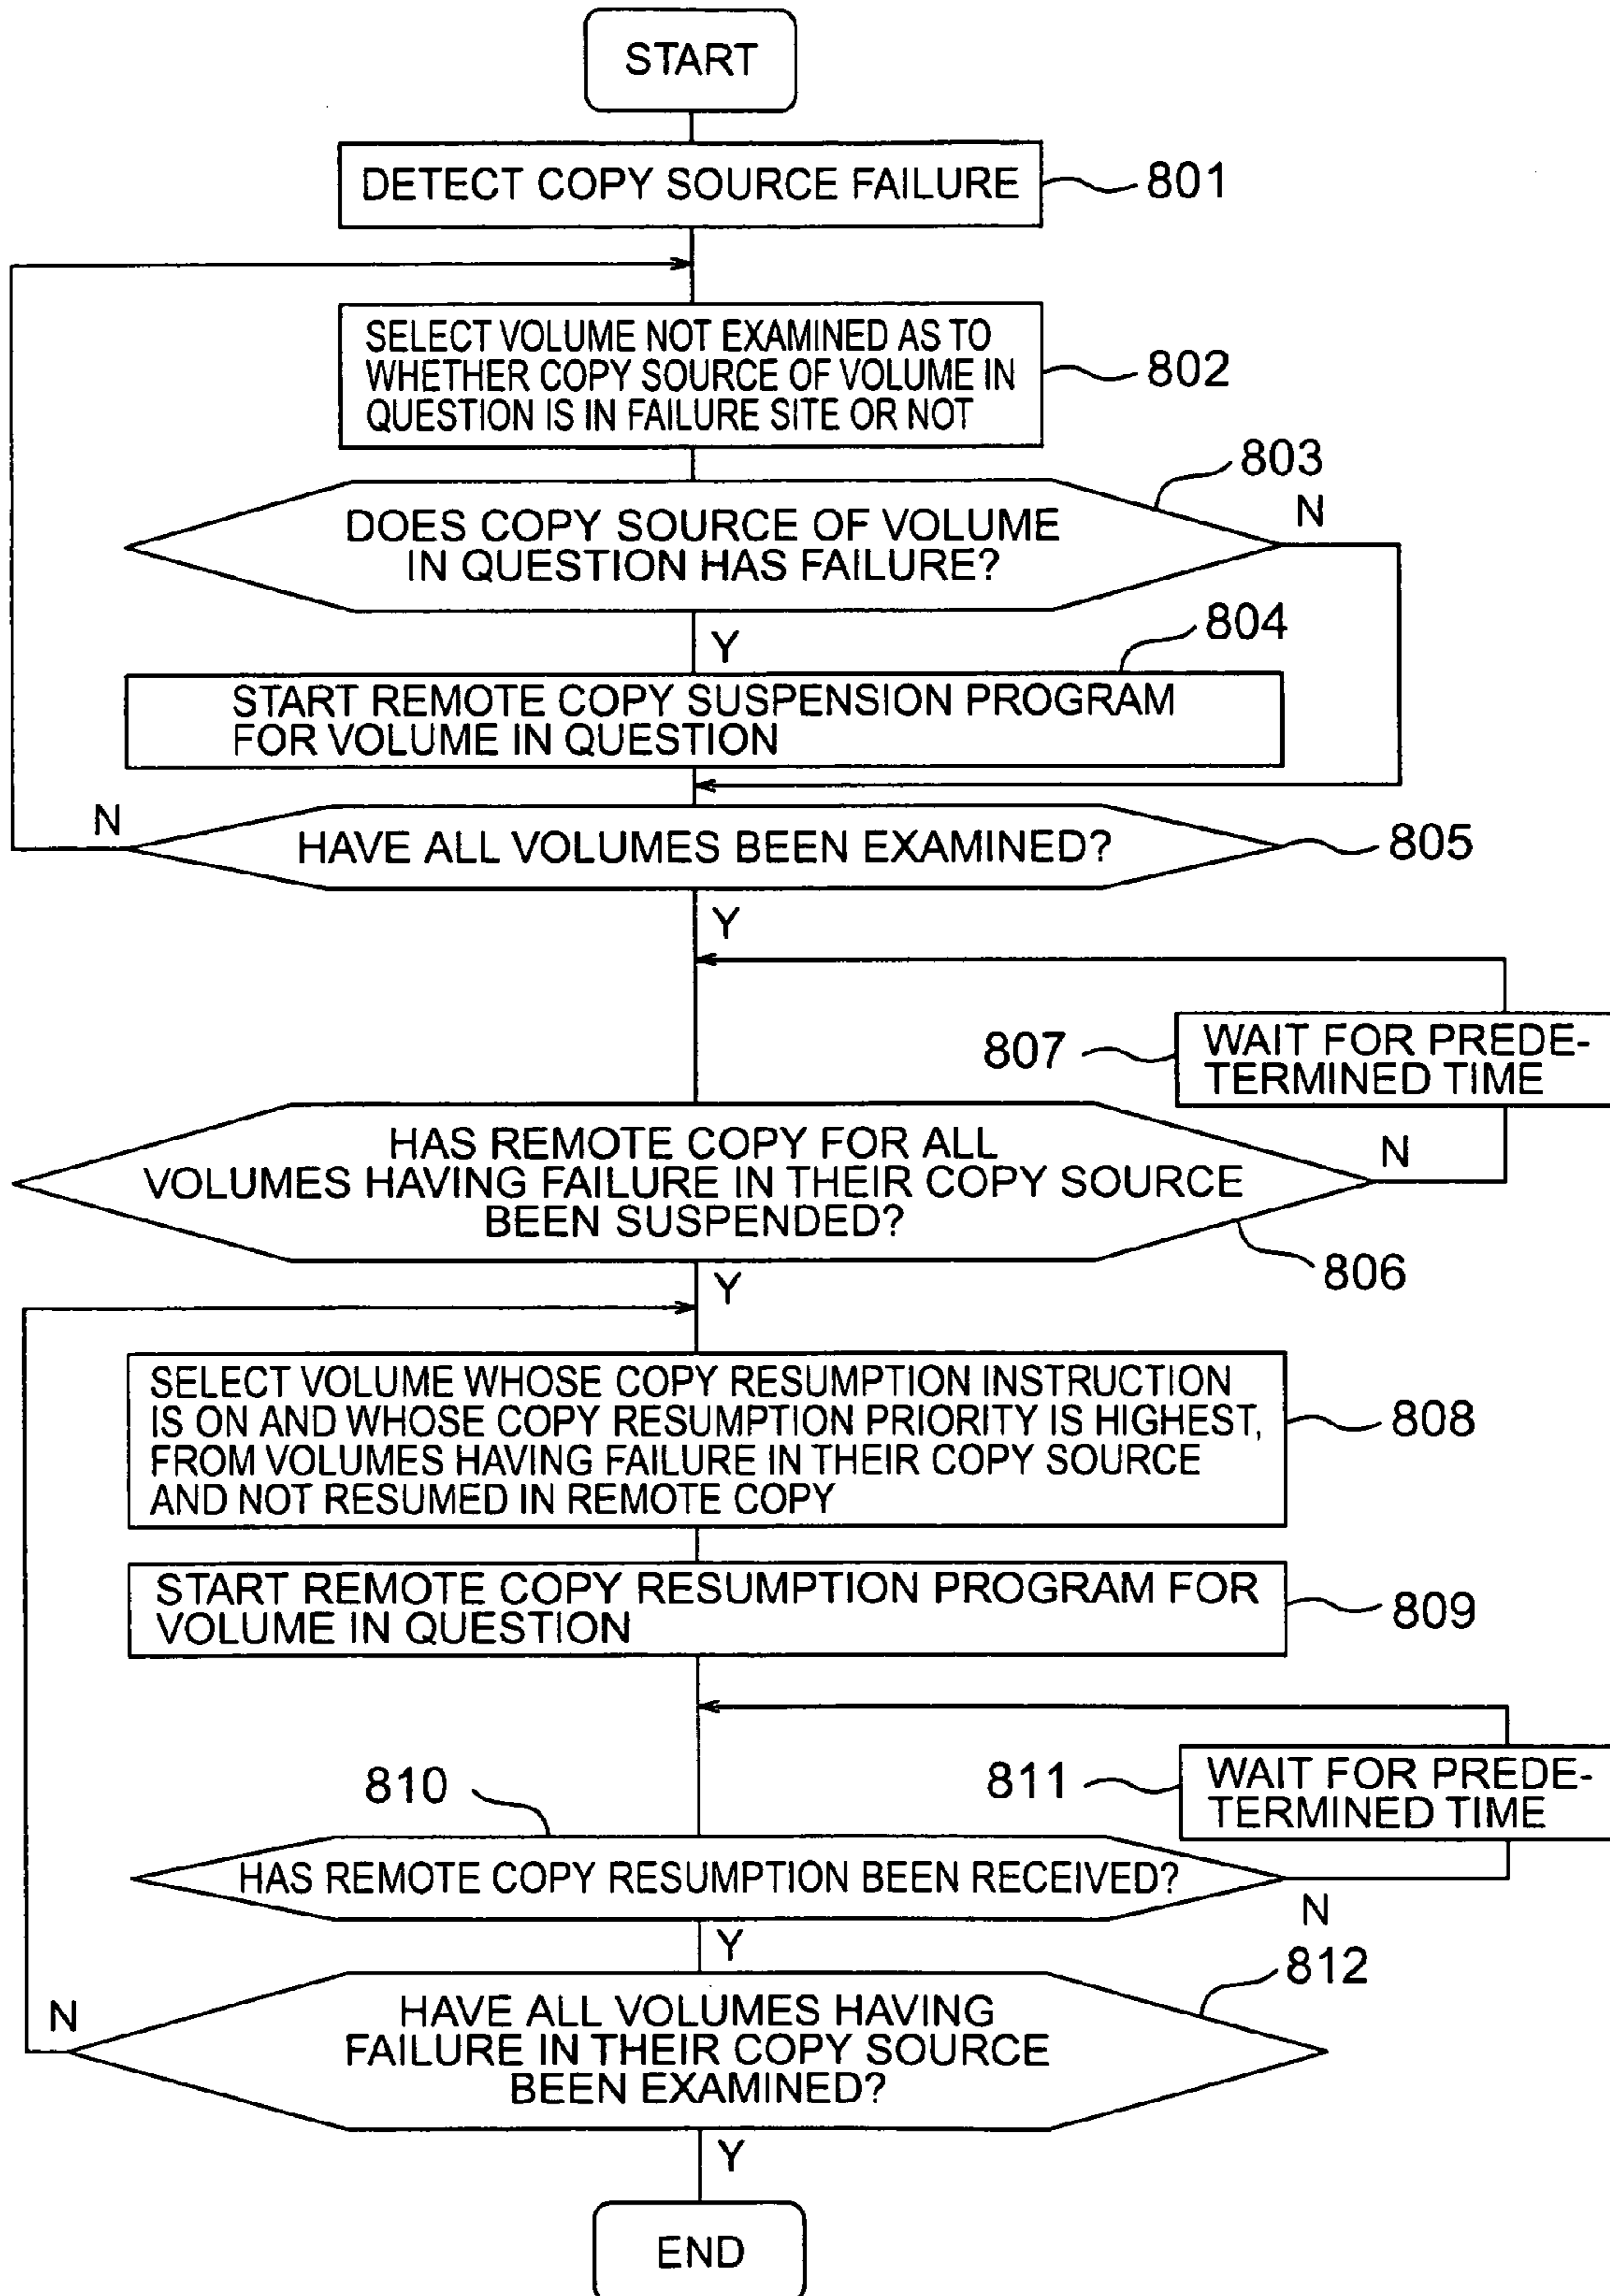 START
DETECT COPY SOURCE FAILURE
801
SELECT VOLUME NOT EXAMINED AS TO
WHETHER COPY SOURCE OF VOLUME IN
QUESTION IS IN FAILURE SITE OR NOT
802
803
DOES COPY SOURCE OF VOLUME
IN QUESTION HAS FAILURE?
N
Y
804
START REMOTE COPY SUSPENSION PROGRAM
FOR VOLUME IN QUESTION
N
HAVE ALL VOLUMES BEEN EXAMINED?
805
Y
807
WAIT FOR PREDE-
TERMINED TIME
HAS REMOTE COPY FOR ALL
VOLUMES HAVING FAILURE IN THEIR COPY SOURCE
BEEN SUSPENDED?
N
806
Y
SELECT VOLUME WHOSE COPY RESUMPTION INSTRUCTION
IS ON AND WHOSE COPY RESUMPTION PRIORITY IS HIGHEST,
FROM VOLUMES HAVING FAILURE IN THEIR COPY SOURCE
AND NOT RESUMED IN REMOTE COPY
808
START REMOTE COPY RESUMPTION PROGRAM FOR
VOLUME IN QUESTION
809
810
811
WAIT FOR PREDE-
TERMINED TIME
HAS REMOTE COPY RESUMPTION BEEN RECEIVED?
N
Y
812
N
HAVE ALL VOLUMES HAVING
FAILURE IN THEIR COPY SOURCE
BEEN EXAMINED?
Y
END